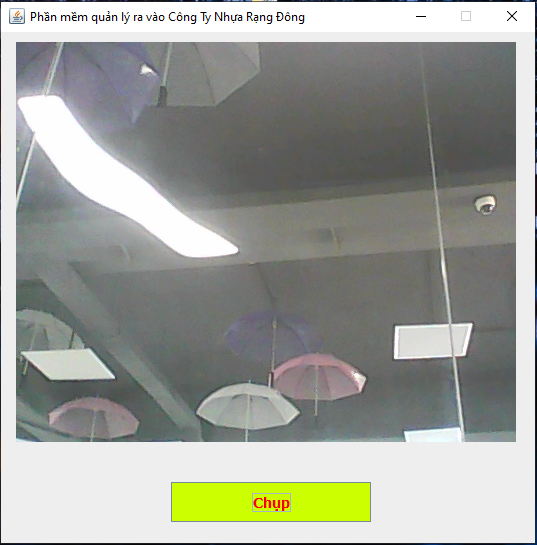 Phần mềm quản lý ra vào Công Ty Nhựa Rạng Đông
Chụp